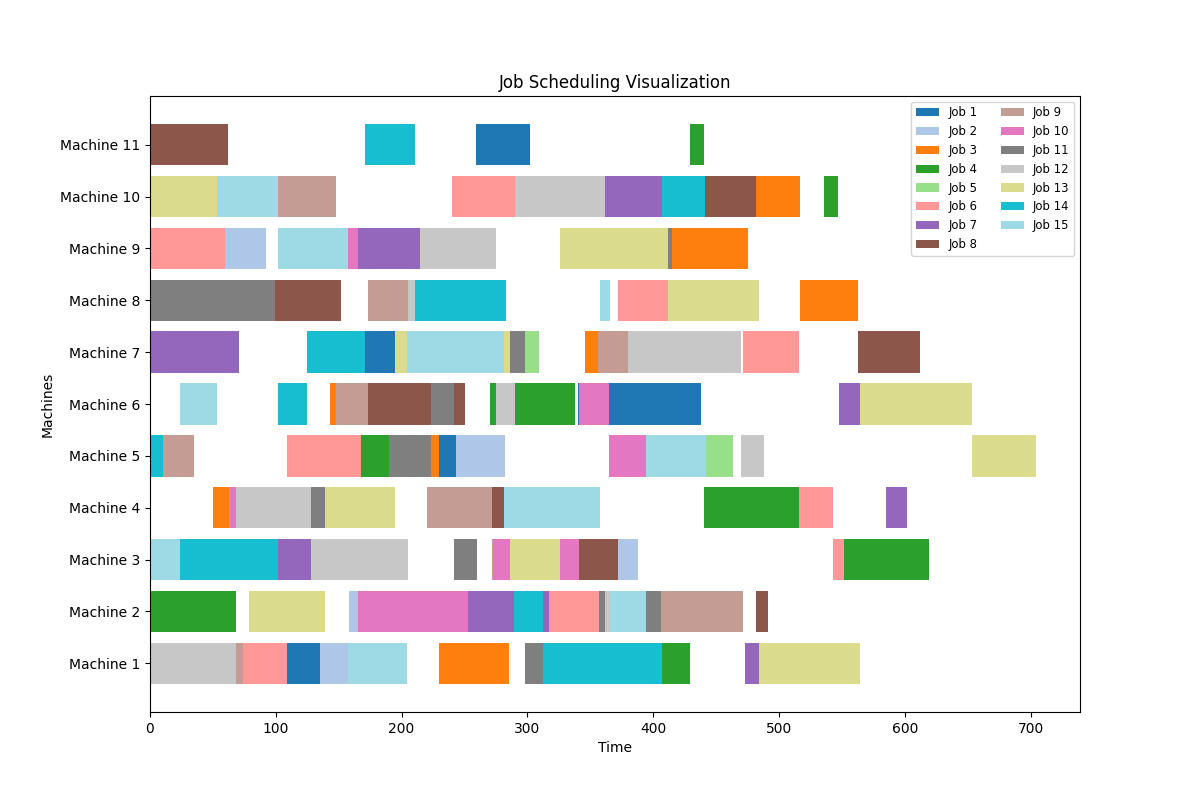 Job Scheduling Visualization
Machine 11
Machine 10
Machine 9
Machine 8
Machine 7
Machine 6
Machine 5
Machine 4
Machine 3
Machine 2
Machine 1
Machines
0 100 200 300 400 500 600 700
Time
Job 1
Job 2
Job 3
Job 4
Job 5
Job 6
Job 7
Job 8
Job 9
Job 10
Job 11
Job 12
Job 13
Job 14
Job 15